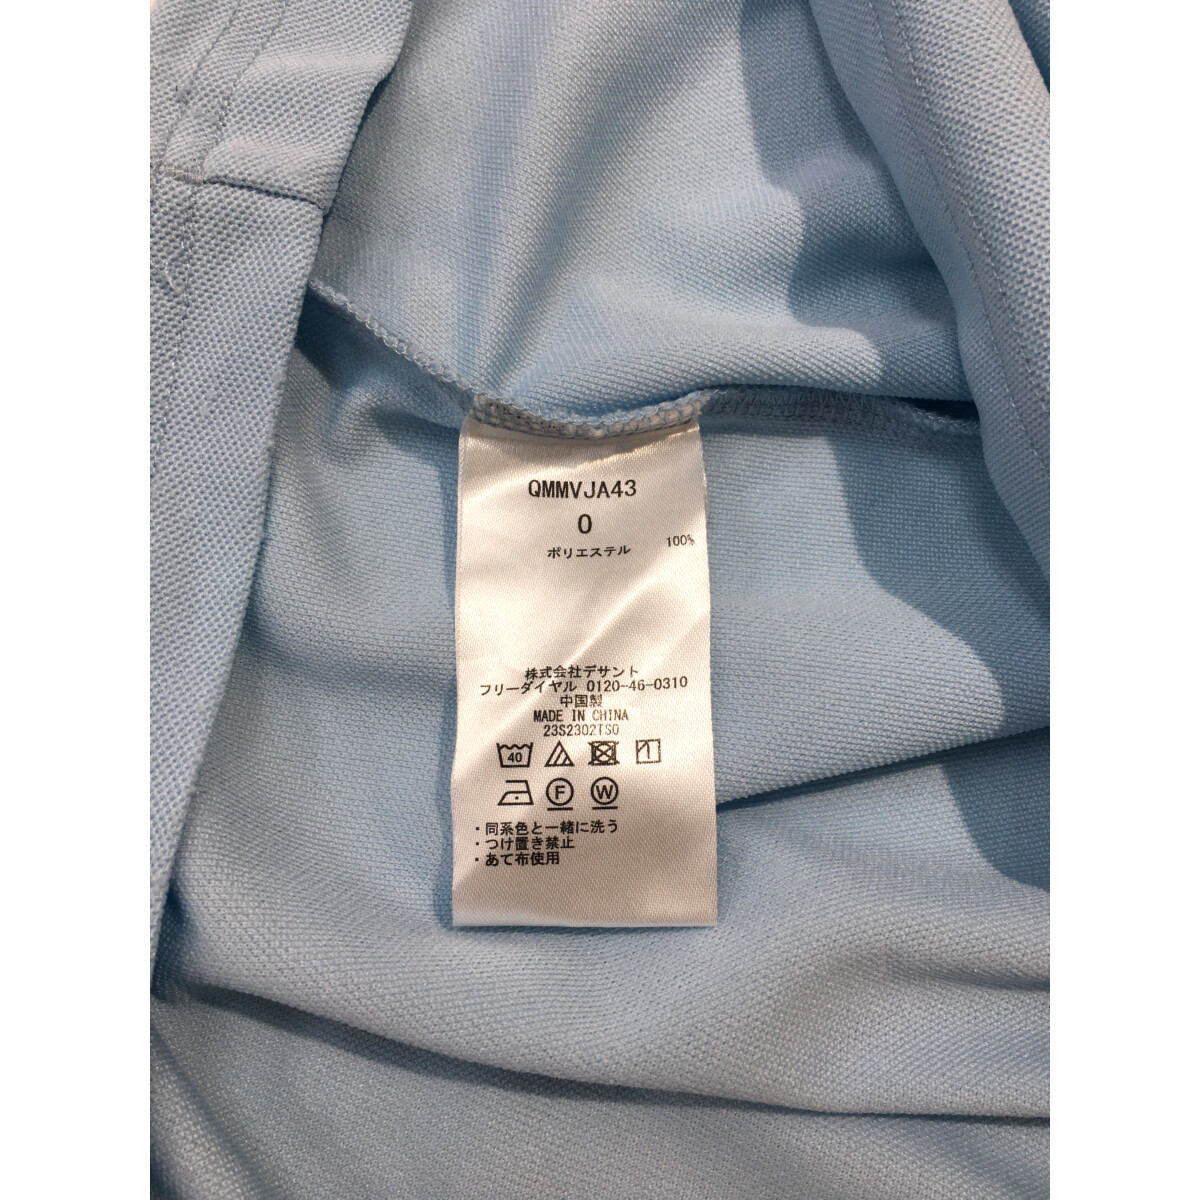 QMMVJA43
0
ポリエステル 100%
株式会社デサント
フリーダイヤル 0120-46-0310
中国製
MADE IN CHINA
23S2302TS0
40
F W
・同系色と一緒に洗う
・つけ置き禁止
・あて布使用